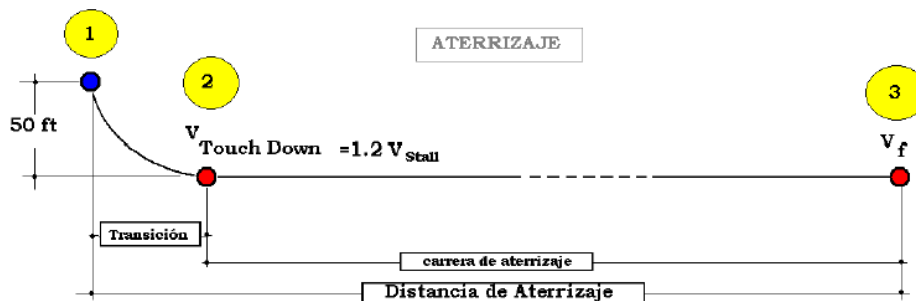 1
ATERRIZAJE
2
3
50 ft
V Touch Down =1.2 V Stall
V f
Transición
carrera de aterrizaje
Distancia de Aterrizaje